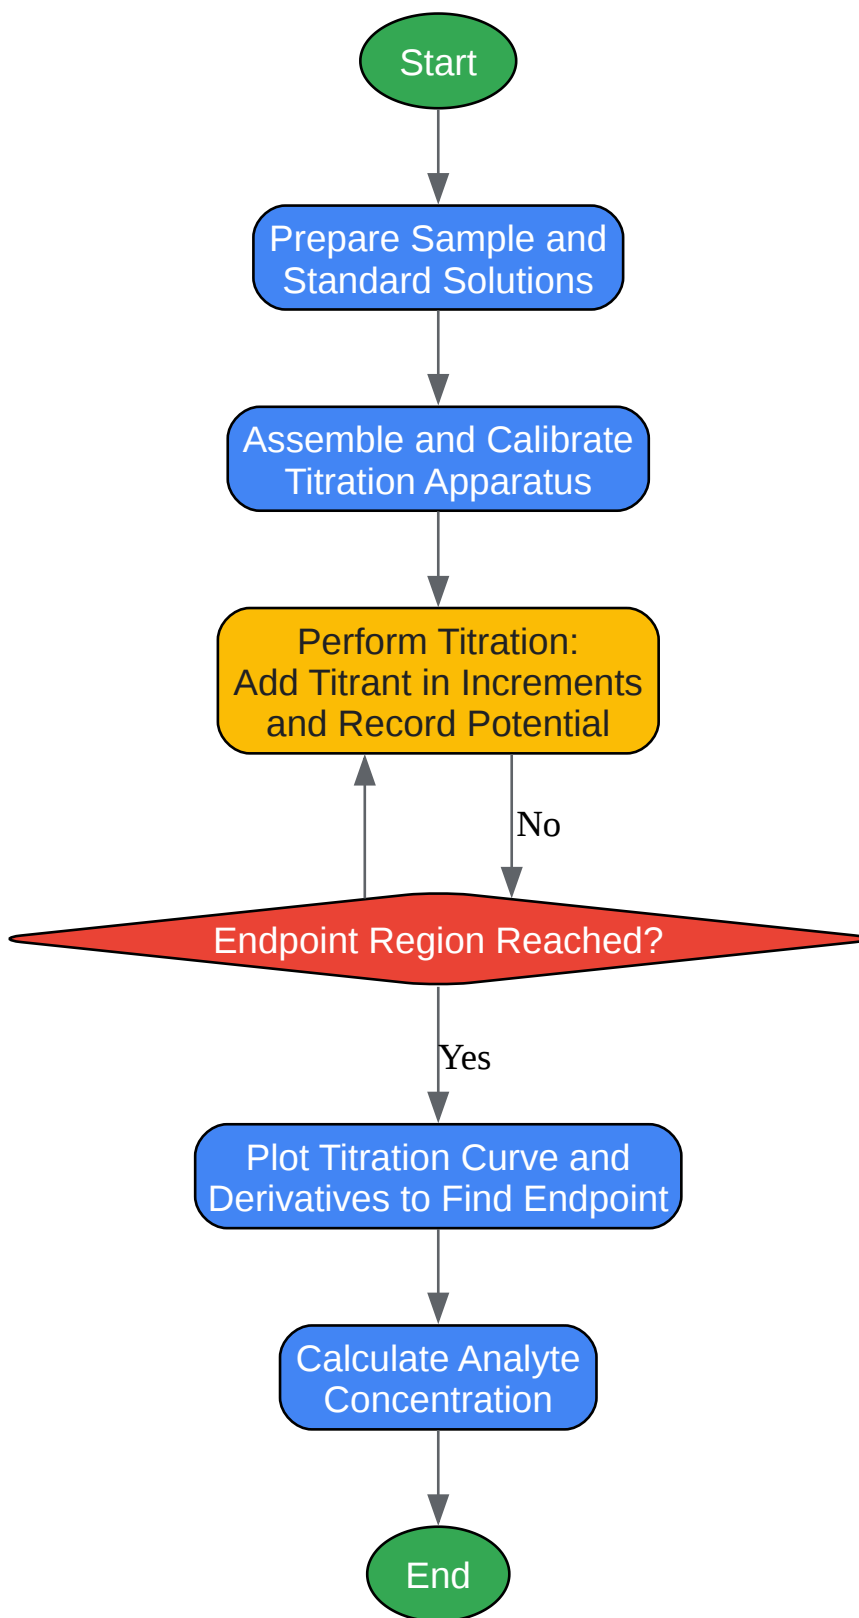 Start
Prepare Sample and
Standard Solutions
Assemble and Calibrate
Titration Apparatus
Perform Titration:
Add Titrant in Increments
and Record Potential
No
Endpoint Region Reached?
Yes
Plot Titration Curve and
Derivatives to Find Endpoint
Calculate Analyte
Concentration
End